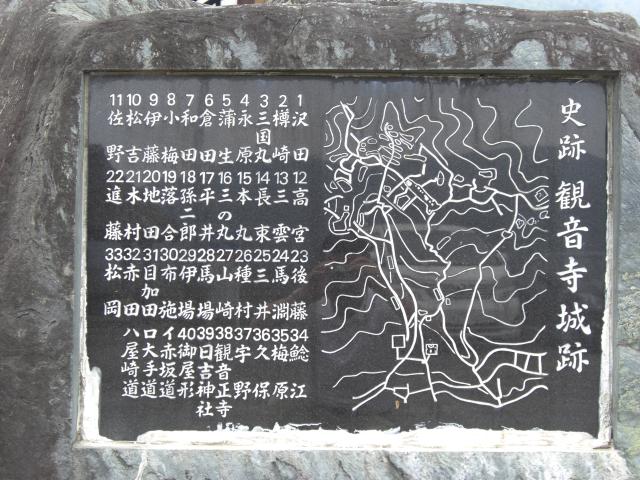 史跡 観音寺城跡
1 沢田
2 樽崎
3 三国丸
4 永原
5 蒲生
6 倉田
7 和田
8 小梅
9 伊藤
10 松吉
11 佐野
12 高宮
13 三雲
14 長束
15 本丸
16 三の丸
17 平井
18 孫二郎
19 落合
20 池田
21 木村
22 進藤
23 後藤
24 馬淵
25 三井
26 種村
27 山崎
28 馬場
29 伊場
30 布施
31 目加田
32 赤田
33 松岡
34 鯰江
35 梅原
36 久保
37 宇野
38 観音正寺
39 日吉神社
40 御屋形
イ 赤坂道
ロ 大手道
ハ 屋崎道